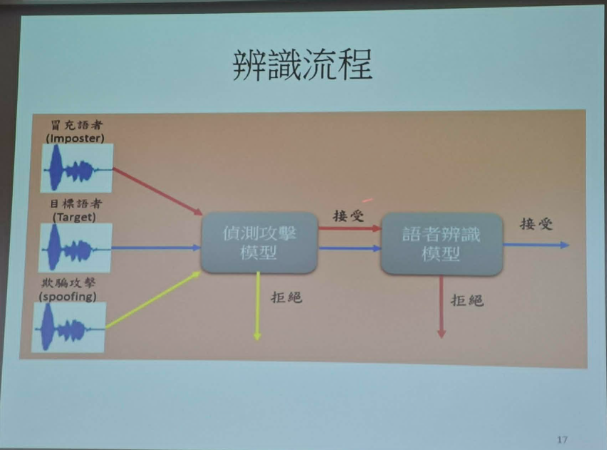 辨識流程
冒充語者
(Imposter)
目標語者
(Target)
欺騙攻擊
(spoofing)
偵測攻擊
模型
接受
拒絕
語者辨識
模型
接受
拒絕
17